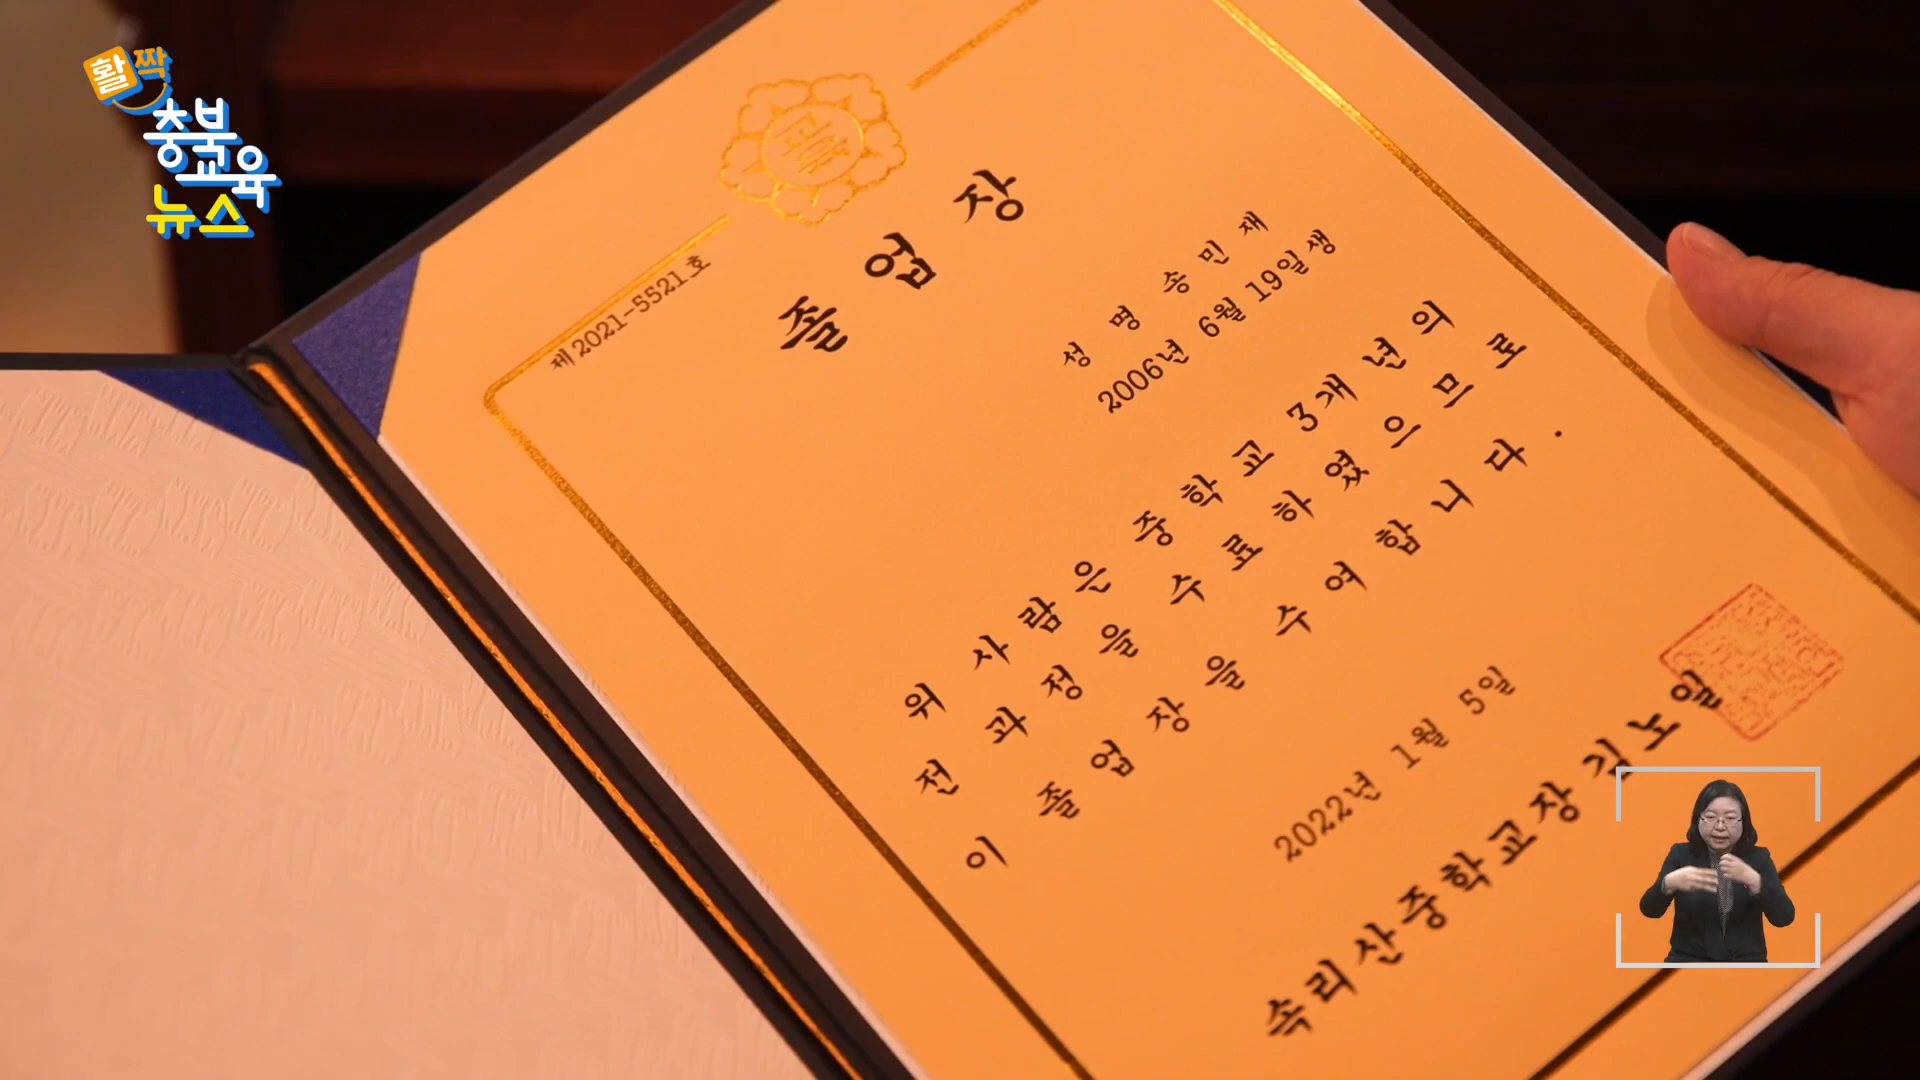 활짝
충북
교육
뉴스
제 2021-5521호
졸업장
성명 송민재
2006년 6월 19일생
위 사람은 중학교 3개년의
전 과정을 수료하였으므로
이 졸업장을 수여합니다.
2022년 1월 5일
속리산중학교장 김노일